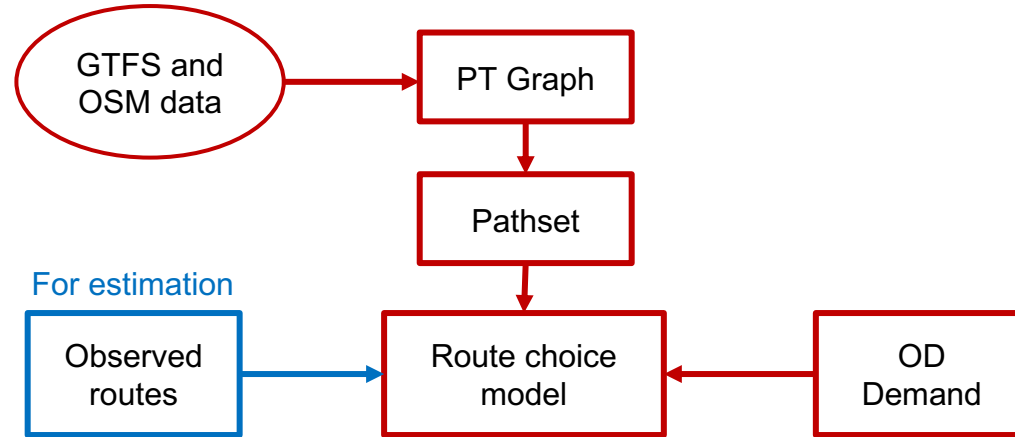 GTFS and
OSM data
PT Graph
Pathset
For estimation
Observed
routes
Route choice
model
OD
Demand